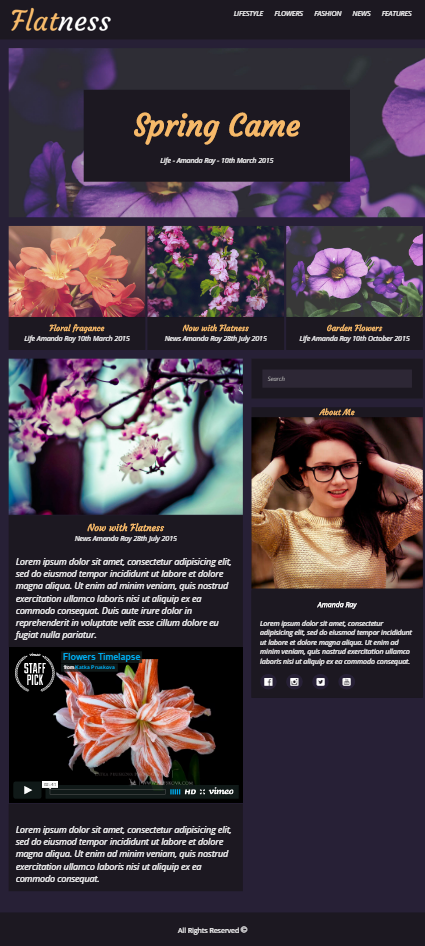 Flatness
LIFESTYLE FLOWERS FASHION NEWS FEATURES
Spring Came
Life - Amanda Ray - 10th March 2015
Floral fragance
Life Amanda Ray 10th March 2015
Now with Flatness
News Amanda Ray 28th July 2015
Garden Flowers
Life Amanda Ray 10th October 2015
Now with Flatness
News Amanda Ray 28th July 2015
Lorem ipsum dolor sit amet, consectetur adipisicing elit,
sed do eiusmod tempor incididunt ut labore et dolore
magna aliqua. Ut enim ad minim veniam, quis nostrud
exercitation ullamco laboris nisi ut aliquip ex ea
commodo consequat. Duis aute irure dolor in
reprehenderit in voluptate velit esse cillum dolore eu
fugiat nulla pariatur.
vimeo
STAFF
PICK
Flowers Timelapse
from Katka Pruskova
HD vimeo
Lorem ipsum dolor sit amet, consectetur adipisicing elit,
sed do eiusmod tempor incididunt ut labore et dolore
magna aliqua. Ut enim ad minim veniam, quis nostrud
exercitation ullamco laboris nisi ut aliquip ex ea
commodo consequat.
Search
About Me
Amanda Ray
Lorem ipsum dolor sit amet, consectetur
adipisicing elit, sed do eiusmod tempor
incididunt ut labore et dolore magna aliqua. Ut enim ad
minim veniam, quis nostrud exercitation ullamco
laboris nisi ut aliquip ex ea commodo consequat.
All Rights Reserved ©